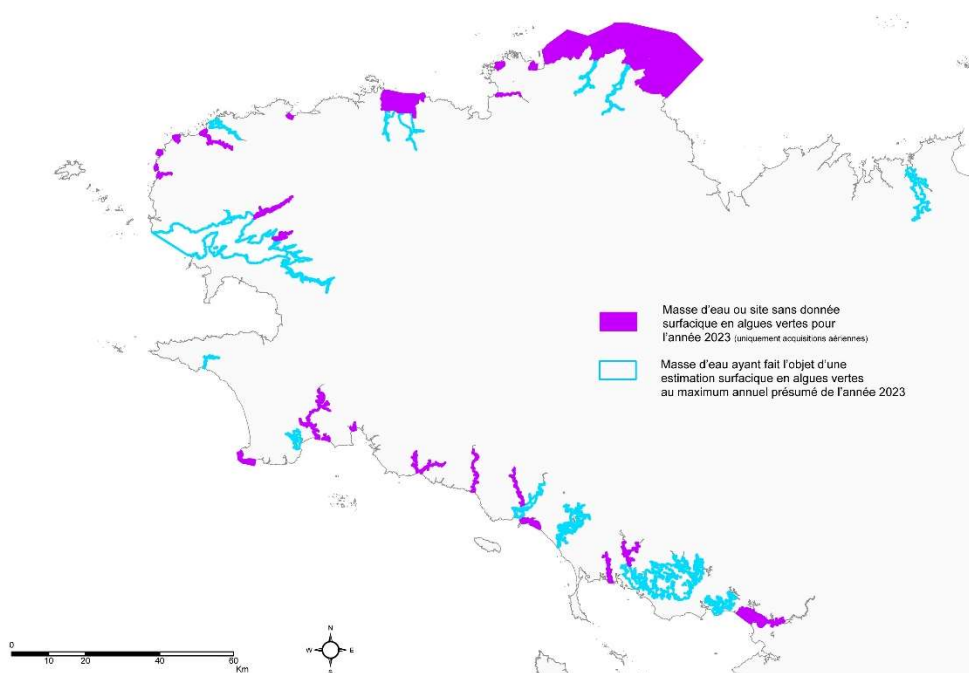 Masse d'eau ou site sans donnée
surfacique en algues vertes pour
l'année 2023 (uniquement acquisitions aériennes)
Masse d'eau ayant fait l'objet d'une
estimation surfacique en algues vertes
au maximum annuel présumé de l'année 2023
0
10 20 40 60
Km
N
W E
S